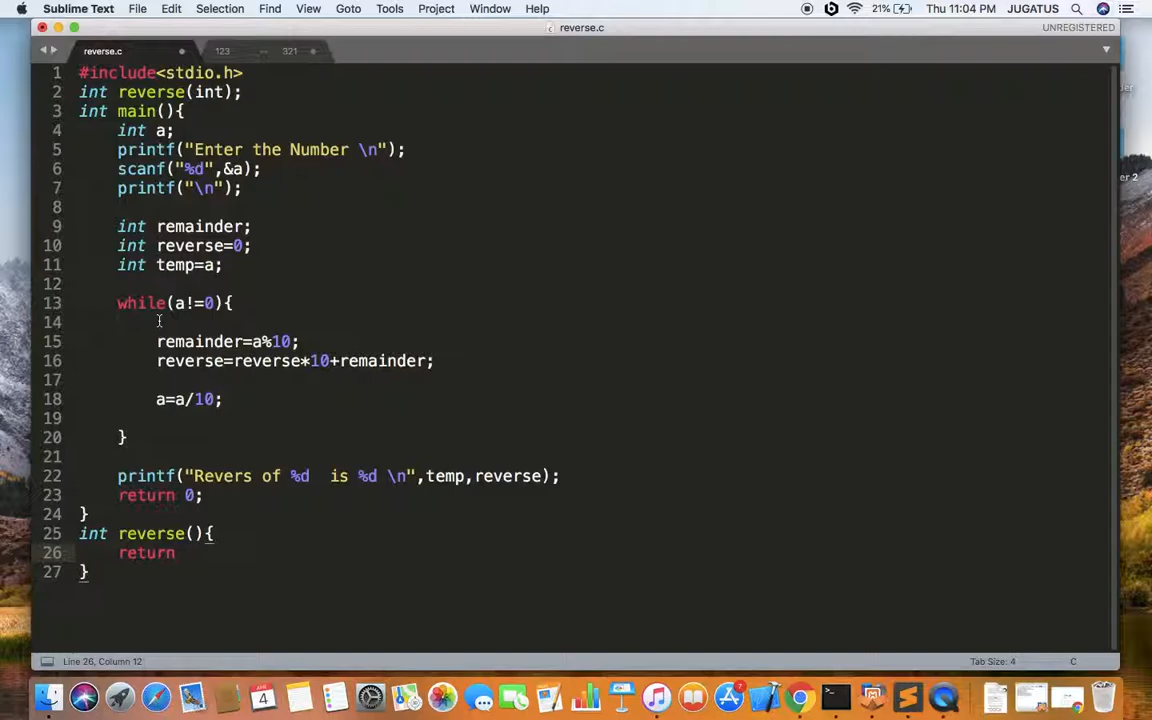 Sublime Text File Edit Selection Find View Goto Tools Project Window Help 21% Thu 11:04 PM JUGATUS
reverse.c UNREGISTERED
reverse.c 123 — 321
1 #include<stdio.h>
2 int reverse(int);
3 int main(){
4 int a;
5 printf("Enter the Number \n");
6 scanf("%d",&a);
7 printf("\n");
8
9 int remainder;
10 int reverse=0;
11 int temp=a;
12
13 while(a!=0){
14
15 remainder=a%10;
16 reverse=reverse*10+remainder;
17
18 a=a/10;
19
20 }
21
22 printf("Revers of %d  is %d \n",temp,reverse);
23 return 0;
24 }
25 int reverse(){
26 return
27 }
Line 26, Column 12 Tab Size: 4 C